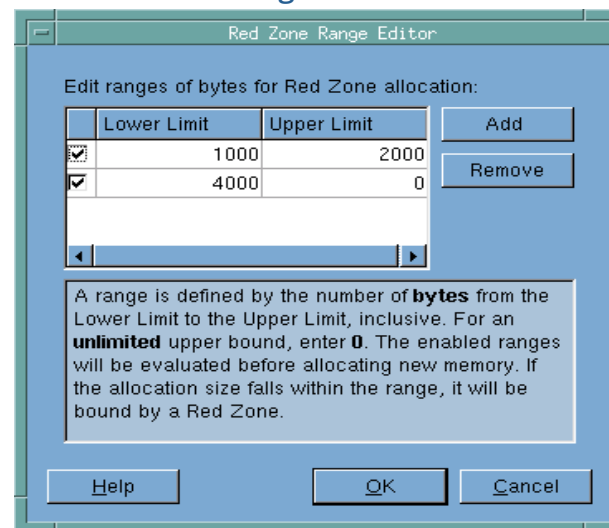 Red Zone Range Editor
Edit ranges of bytes for Red Zone allocation:
Lower Limit Upper Limit
1000 2000
4000 0
Add
Remove
A range is defined by the number of bytes from the
Lower Limit to the Upper Limit, inclusive. For an
unlimited upper bound, enter 0. The enabled ranges
will be evaluated before allocating new memory. If
the allocation size falls within the range, it will be
bound by a Red Zone.
Help OK Cancel